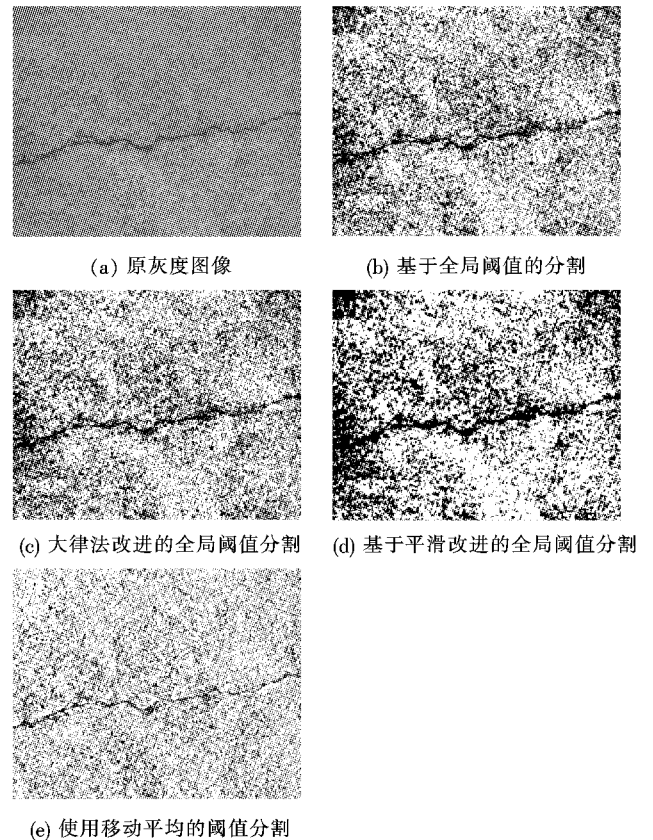 (a) 原灰度图像
(b) 基于全局阈值的分割
(c) 大律法改进的全局阈值分割
(d) 基于平滑改进的全局阈值分割
(e) 使用移动平均的阈值分割